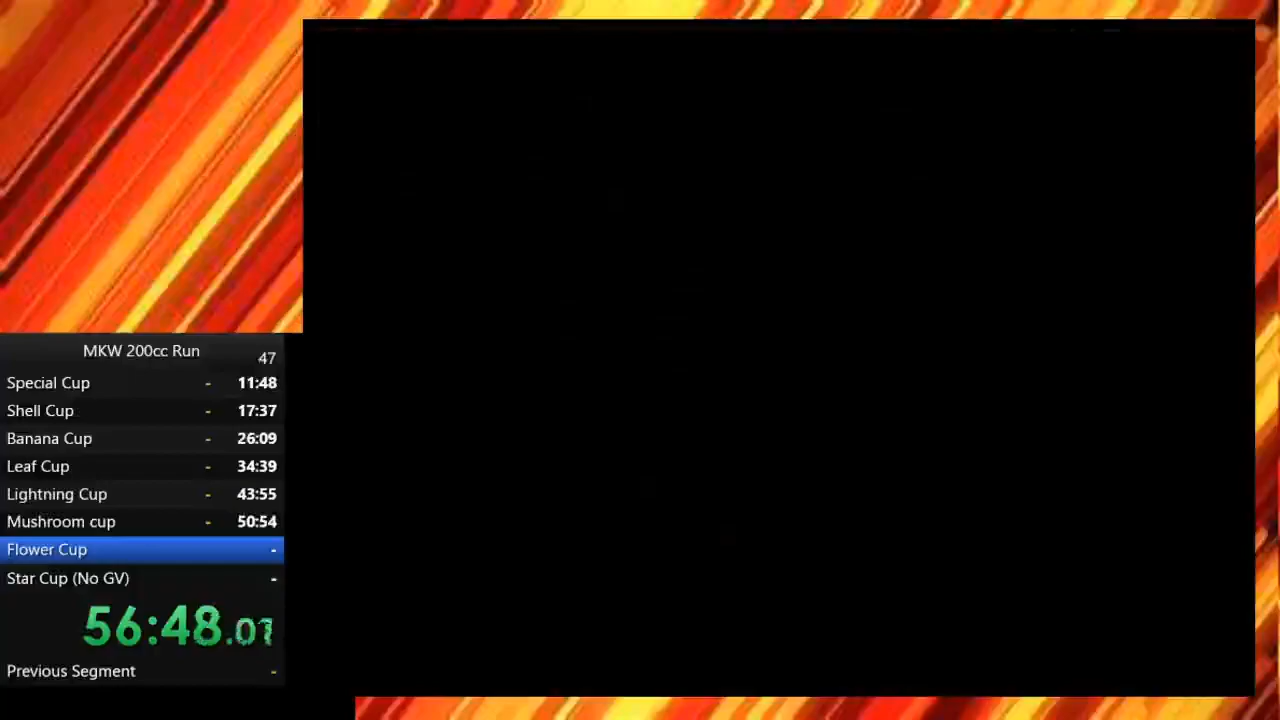 MKW 200cc Run 47
Special Cup - 11:48
Shell Cup - 17:37
Banana Cup - 26:09
Leaf Cup - 34:39
Lightning Cup - 43:55
Mushroom cup - 50:54
Flower Cup -
Star Cup (No GV) -
56:48.01
Previous Segment -